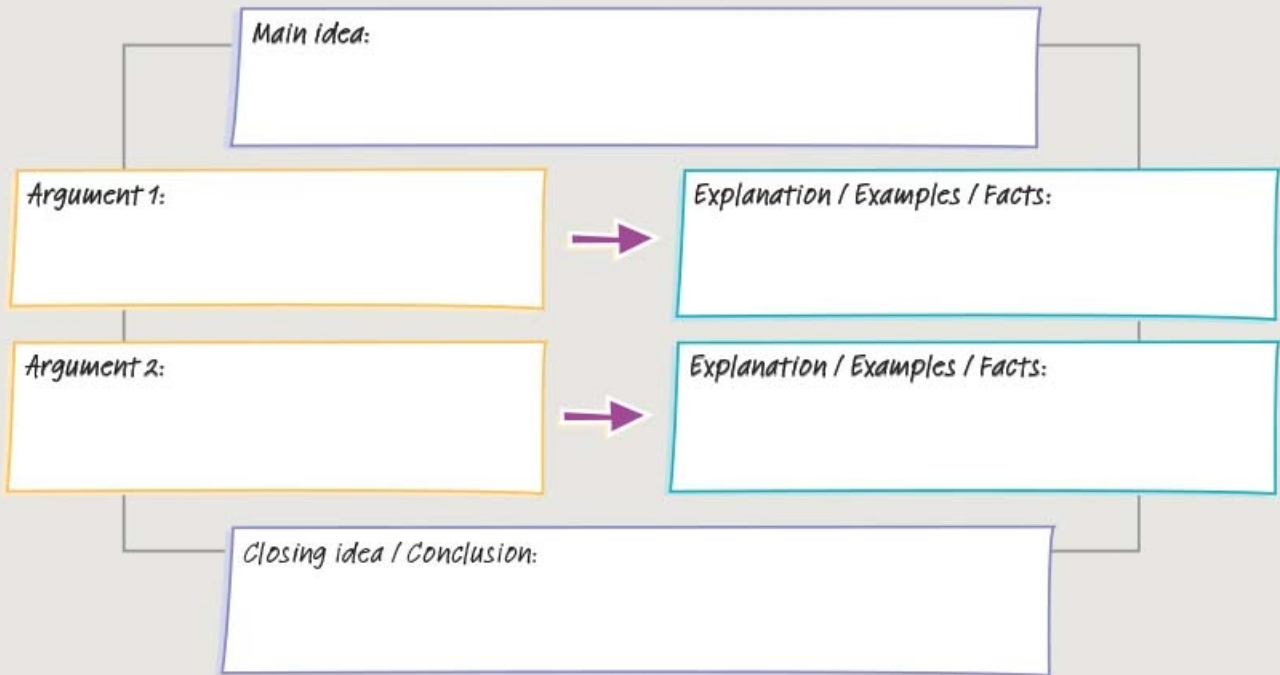 Main idea:
Argument 1:
Explanation / Examples / Facts:
Argument 2:
Explanation / Examples / Facts:
Closing idea / Conclusion: